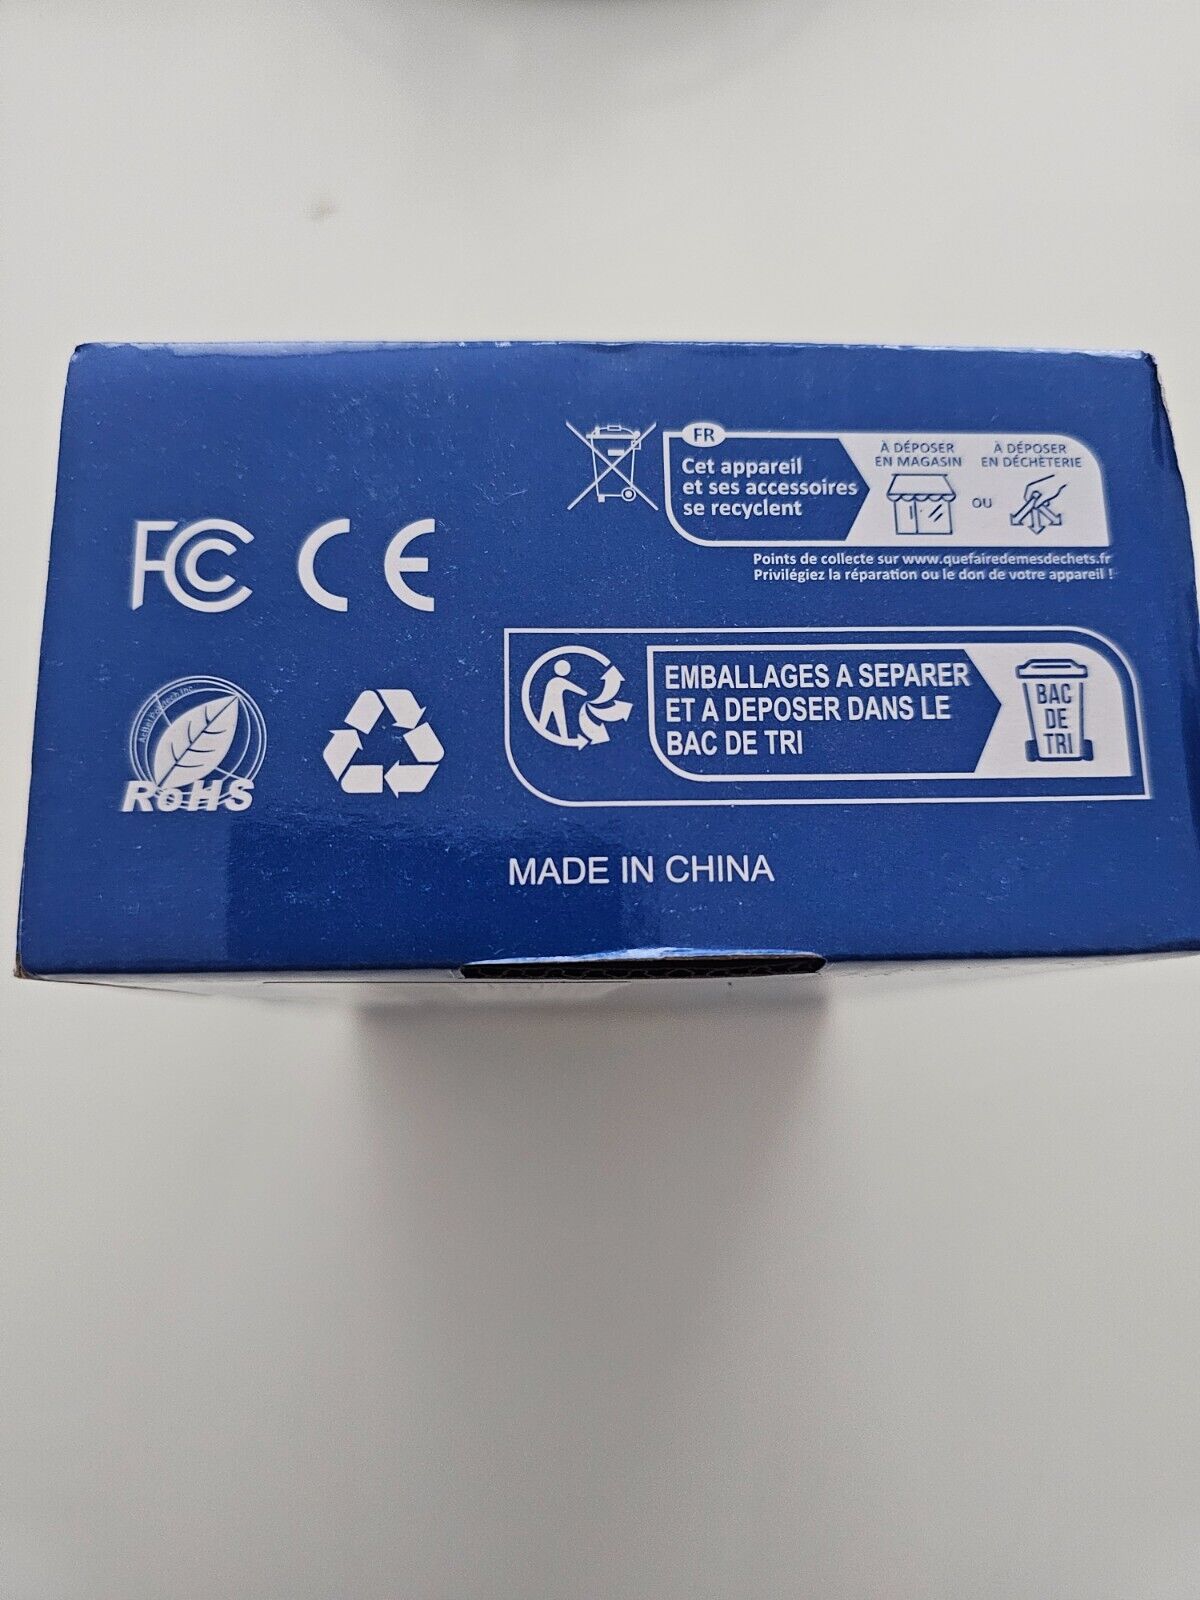 FR
Cet appareil
et ses accessoires
se recyclent
À DÉPOSER
EN MAGASIN
OU
À DÉPOSER
EN DÉCHÈTERIE
Points de collecte sur www.quefairedemesdechets.fr
Privilégiez la réparation ou le don de votre appareil !
FC CE
EMBALLAGES A SEPARER
ET A DEPOSER DANS LE
BAC DE TRI
BAC
DE
TRI
RoHS
MADE IN CHINA